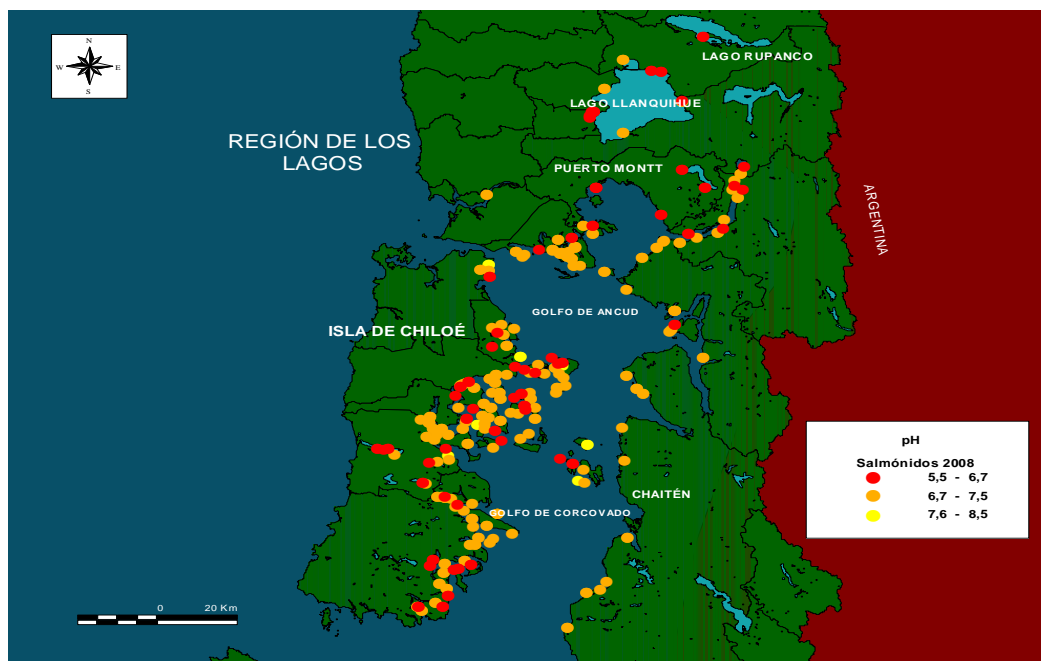 N
W E
S
LAGO RUPANCO
LAGO LLANQUIHUE
REGIÓN DE LOS
LAGOS
PUERTO MONTT
ARGENTINA
GOLFO DE ANCUD
ISLA DE CHILOÉ
pH
Salmónidos 2008
5,5 - 6,7
6,7 - 7,5
7,6 - 8,5
CHAITÉN
GOLFO DE CORCOVADO
0 20 Km